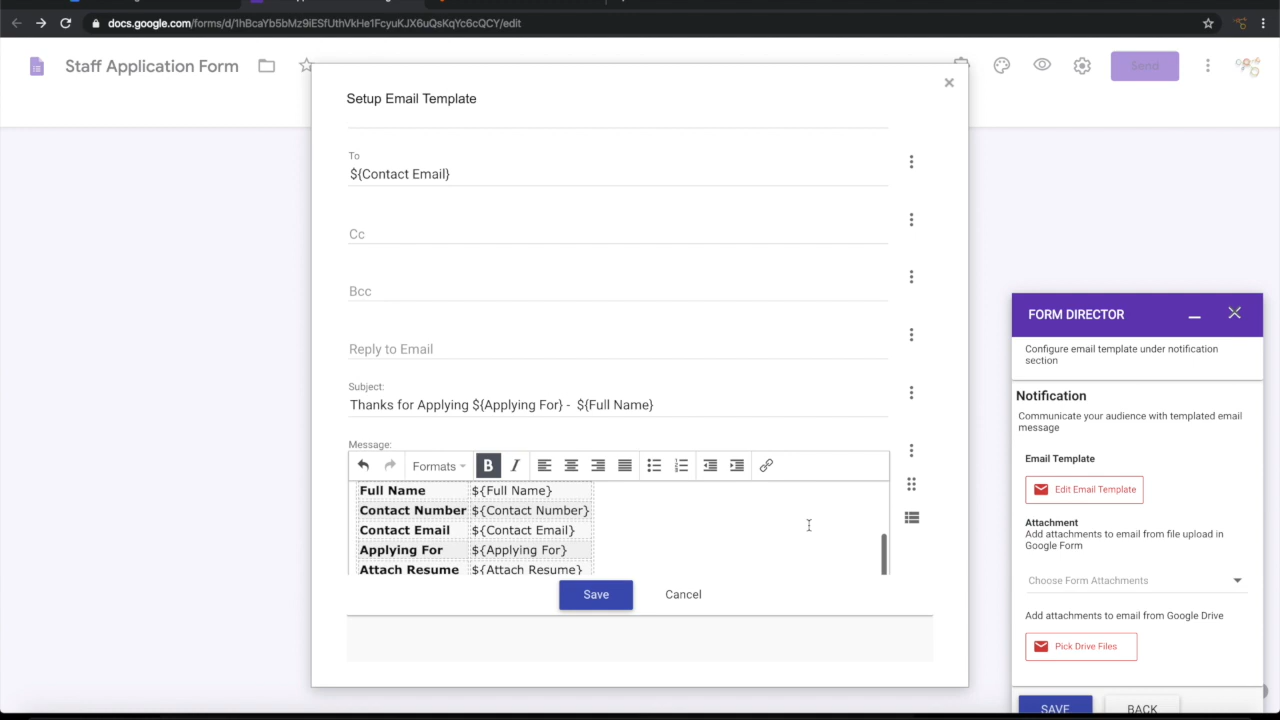 docs.google.com/forms/d/1hBcaYb5bMz9iESfUthVkHe1FcyuKJX6uQsKqYc6cQCY/edit
Staff Application Form
Send
Setup Email Template
To
${Contact Email}
Cc
Bcc
Reply to Email
Subject:
Thanks for Applying ${Applying For} - ${Full Name}
Message:
Formats
B I
Full Name ${Full Name}
Contact Number ${Contact Number}
Contact Email ${Contact Email}
Applying For ${Applying For}
Attach Resume ${Attach Resume}
Save Cancel
FORM DIRECTOR
Configure email template under notification
section
Notification
Communicate your audience with templated email
message
Email Template
Edit Email Template
Attachment
Add attachments to email from file upload in
Google Form
Choose Form Attachments
Add attachments to email from Google Drive
Pick Drive Files
SAVE BACK